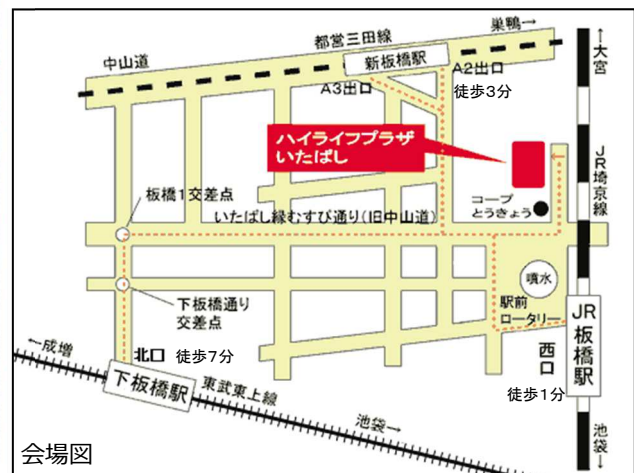 巣鴨→
都営三田線
中山道
新板橋駅
A2出口
A3出口
徒歩3分
↑大宮
ハイライフプラザ
いたばし
JR埼京線
板橋1交差点
コープ
とうきょう
いたばし縁むすび通り(旧中山道)
噴水
下板橋通り
交差点
駅前
ロータリー
JR板橋駅
西口
徒歩1分
北口
徒歩7分
←成増
下板橋駅
東武東上線
池袋→
池袋↓
会場図